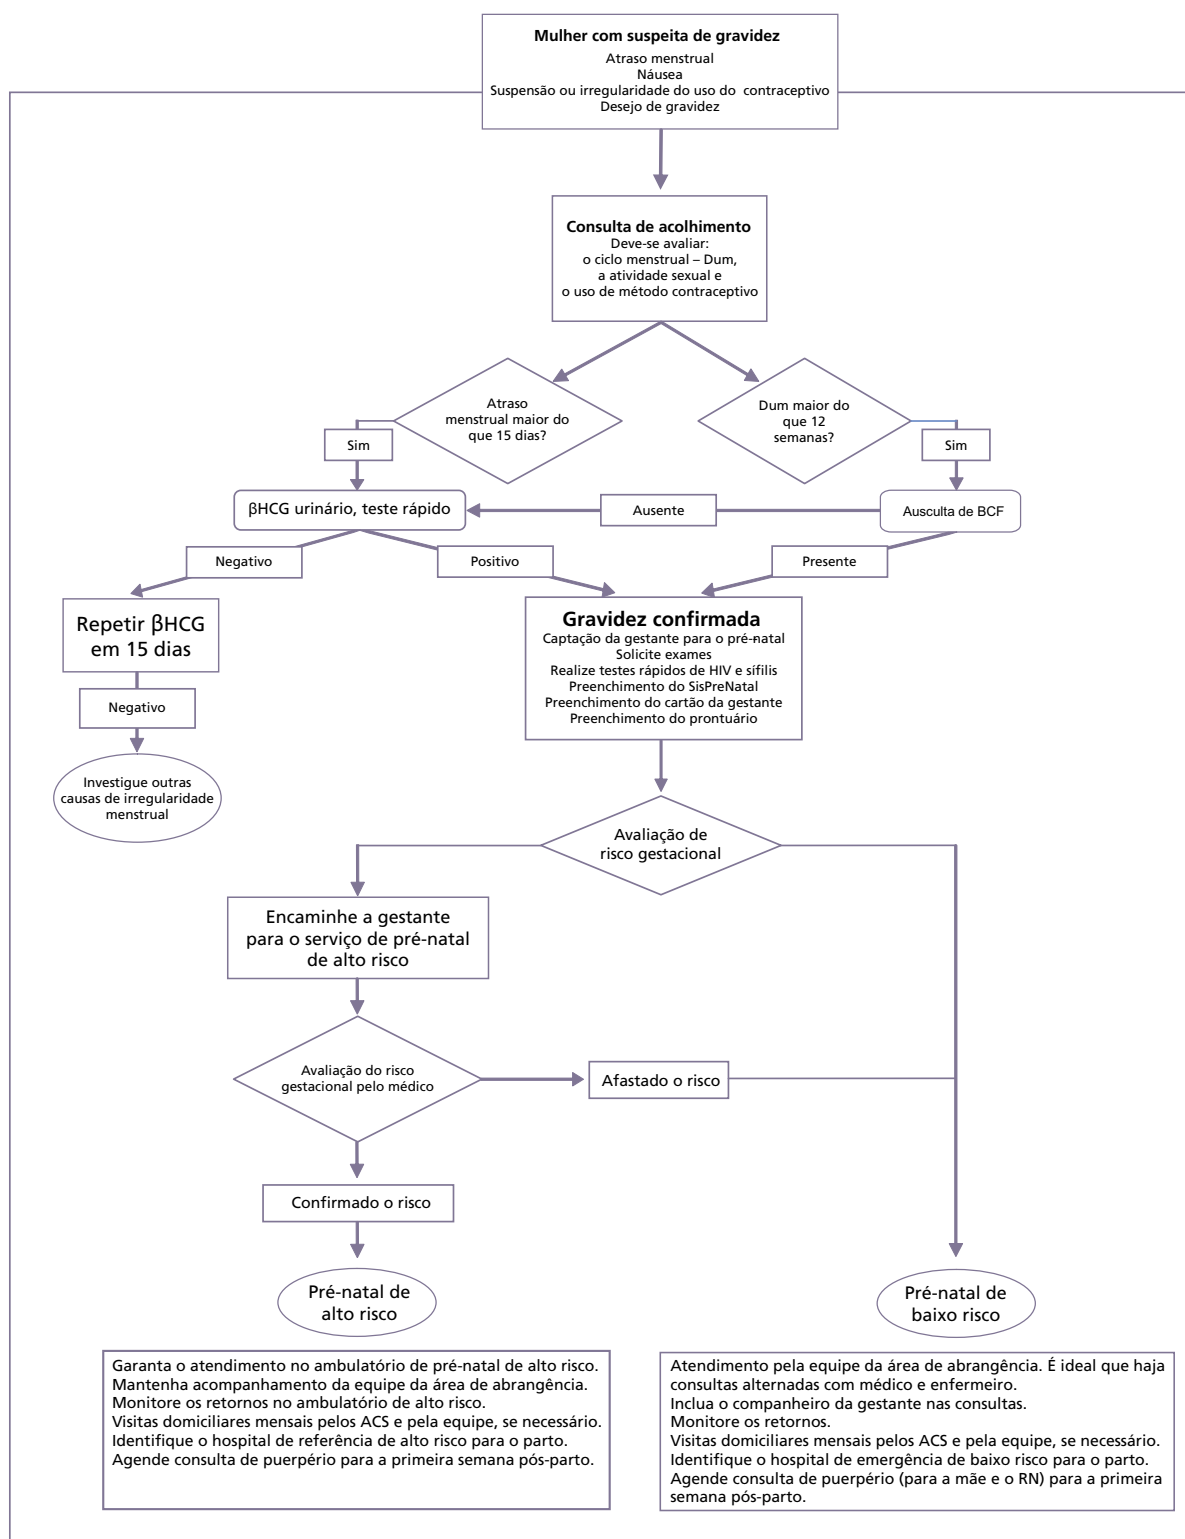 Mulher com suspeita de gravidez
Atraso menstrual
Náusea
Suspensão ou irregularidade do uso do contraceptivo
Desejo de gravidez
Consulta de acolhimento
Deve-se avaliar:
o ciclo menstrual – Dum,
a atividade sexual e
o uso de método contraceptivo
Atraso
menstrual maior do
que 15 dias?
Dum maior do
que 12
semanas?
Sim
Sim
βHCG urinário, teste rápido
Ausente
Ausculta de BCF
Negativo
Positivo
Presente
Repetir βHCG
em 15 dias
Gravidez confirmada
Captação da gestante para o pré-natal
Solicite exames
Realize testes rápidos de HIV e sífilis
Preenchimento do SisPreNatal
Preenchimento do cartão da gestante
Preenchimento do prontuário
Negativo
Investigue outras
causas de irregularidade
menstrual
Avaliação de
risco gestacional
Encaminhe a gestante
para o serviço de pré-natal
de alto risco
Avaliação do risco
gestacional pelo médico
Afastado o risco
Confirmado o risco
Pré-natal de
alto risco
Pré-natal de
baixo risco
Garanta o atendimento no ambulatório de pré-natal de alto risco.
Mantenha acompanhamento da equipe da área de abrangência.
Monitore os retornos no ambulatório de alto risco.
Visitas domiciliares mensais pelos ACS e pela equipe, se necessário.
Identifique o hospital de referência de alto risco para o parto.
Agende consulta de puerpério para a primeira semana pós-parto.
Atendimento pela equipe da área de abrangência. É ideal que haja
consultas alternadas com médico e enfermeiro.
Inclua o companheiro da gestante nas consultas.
Monitore os retornos.
Visitas domiciliares mensais pelos ACS e pela equipe, se necessário.
Identifique o hospital de emergência de baixo risco para o parto.
Agende consulta de puerpério (para a mãe e o RN) para a primeira
semana pós-parto.